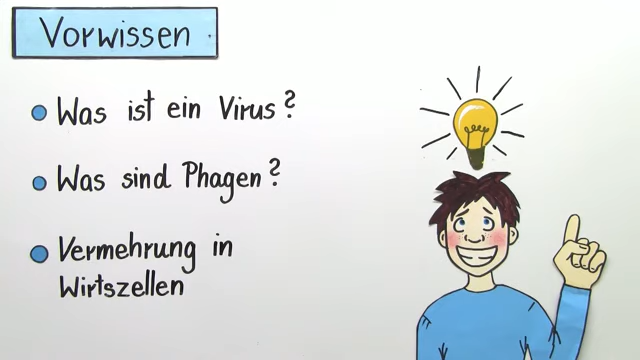 Vorwissen
Was ist ein Virus?
Was sind Phagen?
Vermehrung in
Wirtszellen